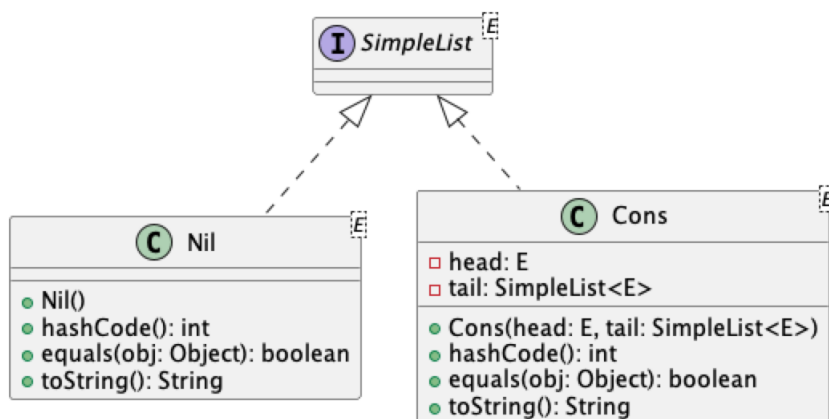 I SimpleList E
C Nil E
Nil()
hashCode(): int
equals(obj: Object): boolean
toString(): String
C Cons E
head: E
tail: SimpleList<E>
Cons(head: E, tail: SimpleList<E>)
hashCode(): int
equals(obj: Object): boolean
toString(): String